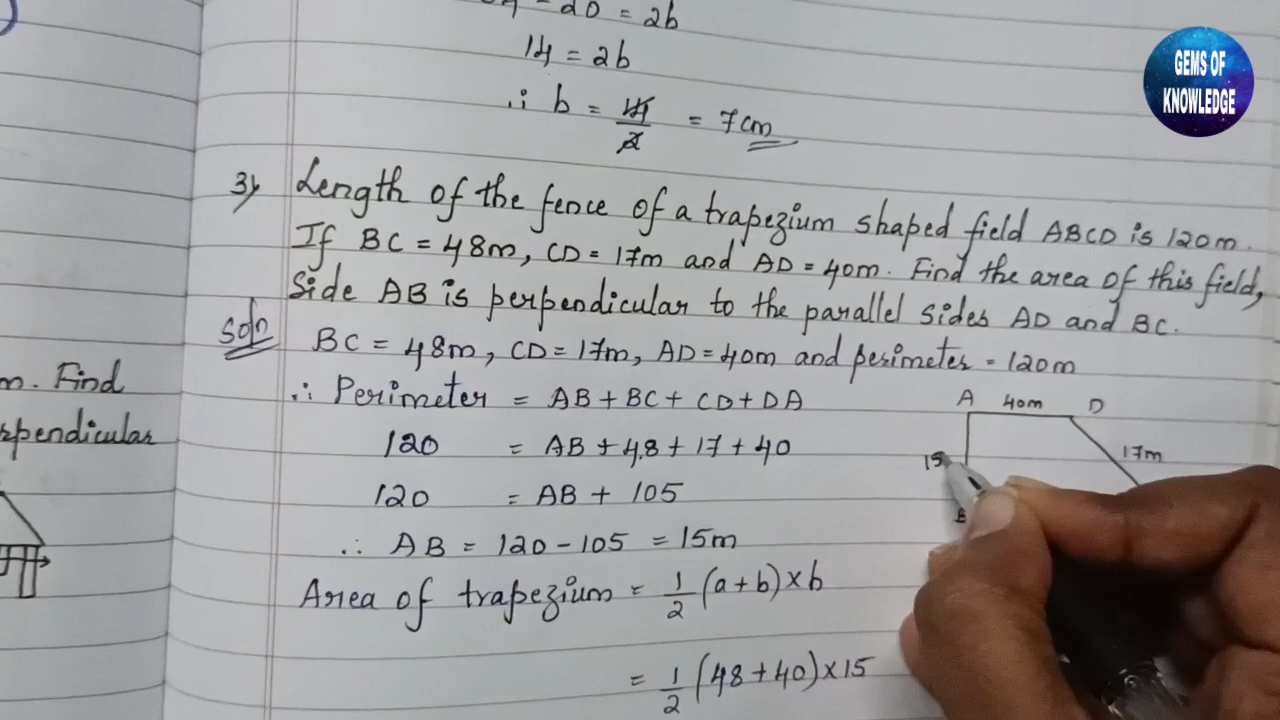 - 20 = 2b
14 = 2b
∴ b = 14/2 = 7cm
3) Length of the fence of a trapezium shaped field ABCD is 120m.
If BC = 48m, CD = 17m and AD = 40m. Find the area of this field,
Side AB is perpendicular to the parallel sides AD and BC.
Soln BC = 48m, CD = 17m, AD = 40m and perimeter = 120m
∴ Perimeter = AB + BC + CD + DA
120 = AB + 48 + 17 + 40
120 = AB + 105
∴ AB = 120 - 105 = 15m
Area of trapezium = 1/2 (a + b) × h
= 1/2 (48 + 40) × 15
A 40m D
17m
15
B
m. Find
rpendicular
GEMS OF
KNOWLEDGE